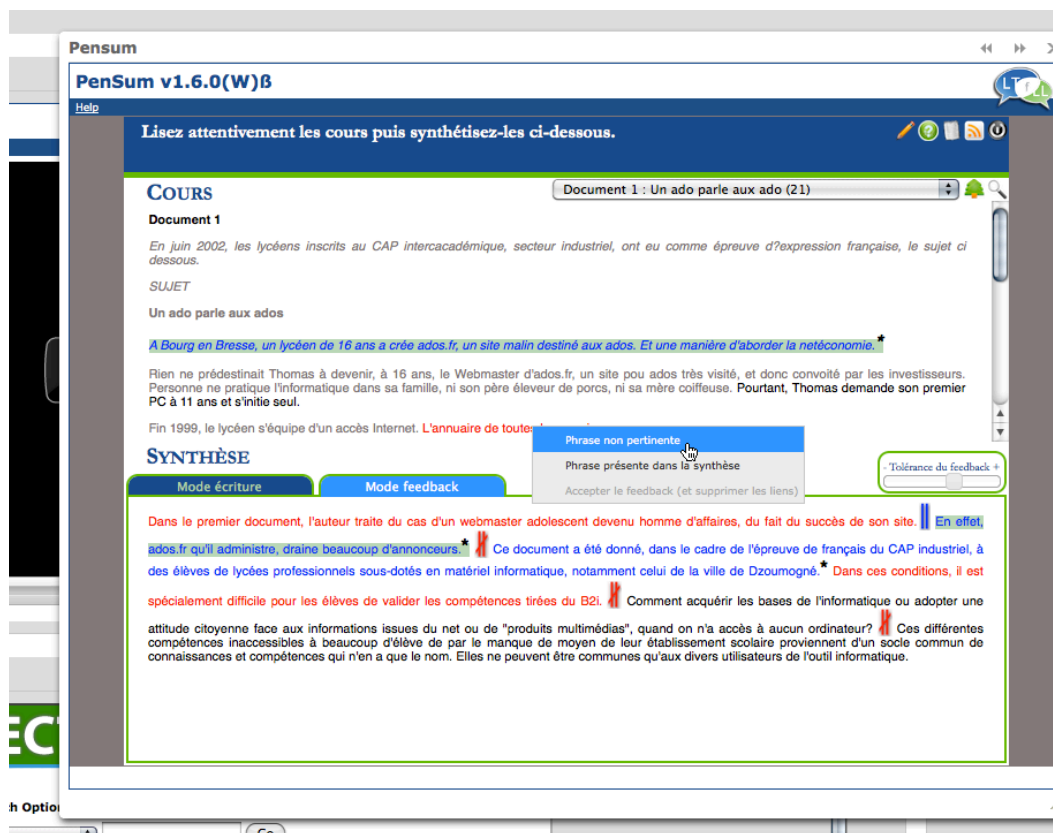 Pensum
PenSum v1.6.0(W)ß
LTfLL
Help
Lisez attentivement les cours puis synthétisez-les ci-dessous.
COURS
Document 1 : Un ado parle aux ado (21)
Document 1
En juin 2002, les lycéens inscrits au CAP intercacadémique, secteur industriel, ont eu comme épreuve d?expression française, le sujet ci
dessous.
SUJET
Un ado parle aux ados
A Bourg en Bresse, un lycéen de 16 ans a crée ados.fr, un site malin destiné aux ados. Et une manière d'aborder la netéconomie.*
Rien ne prédestinait Thomas à devenir, à 16 ans, le Webmaster d'ados.fr, un site pou ados très visité, et donc convoité par les investisseurs.
Personne ne pratique l'informatique dans sa famille, ni son père éleveur de porcs, ni sa mère coiffeuse. Pourtant, Thomas demande son premier
PC à 11 ans et s'initie seul.
Fin 1999, le lycéen s'équipe d'un accès Internet. L'annuaire de toutes
Phrase non pertinente
Phrase présente dans la synthèse
Accepter le feedback (et supprimer les liens)
SYNTHÈSE
- Tolérance du feedback +
Mode écriture
Mode feedback
Dans le premier document, l'auteur traite du cas d'un webmaster adolescent devenu homme d'affaires, du fait du succès de son site. En effet,
ados.fr qu'il administre, draine beaucoup d'annonceurs.* Ce document a été donné, dans le cadre de l'épreuve de français du CAP industriel, à
des élèves de lycées professionnels sous-dotés en matériel informatique, notamment celui de la ville de Dzoumogné.* Dans ces conditions, il est
spécialement difficile pour les élèves de valider les compétences tirées du B2i. Comment acquérir les bases de l'informatique ou adopter une
attitude citoyenne face aux informations issues du net ou de "produits multimédias", quand on n'a accès à aucun ordinateur? Ces différentes
compétences inaccessibles à beaucoup d'élève de par le manque de moyen de leur établissement scolaire proviennent d'un socle commun de
connaissances et compétences qui n'en a que le nom. Elles ne peuvent être communes qu'aux divers utilisateurs de l'outil informatique.
EC
h Optio
Go